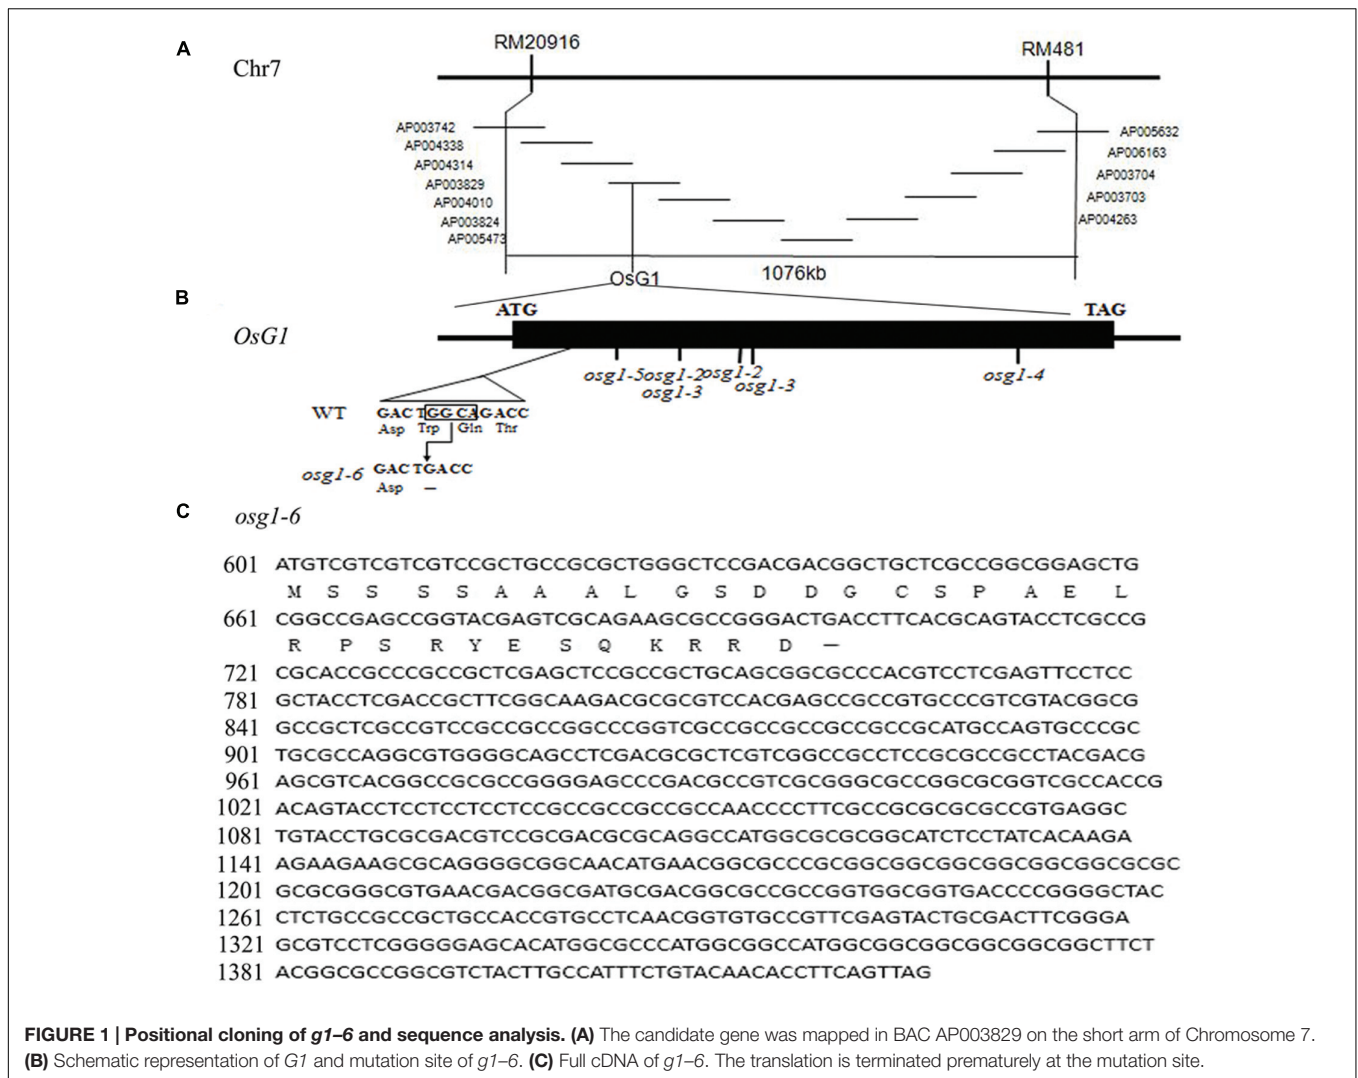 A
Chr7
RM20916
RM481
AP003742
AP004338
AP004314
AP003829
AP004010
AP003824
AP005473
AP005632
AP006163
AP003704
AP003703
AP004263
OsG1
1076kb
B
ATG
TAG
OsG1
osg1-5
osg1-2
osg1-3
osg1-2
osg1-3
osg1-4
WT
GACTGGCAGACC
Asp Trp Gln Thr
osg1-6 GACTGACC
Asp –
C
osg1-6
601 ATGTCGTCGTCGTCCGCTGCCGCGCTGGGCTCCGACGACGGCTGCTCGCCGGCGGAGCTG
M S S S S A A A L G S D D G C S P A E L
661 CGGCCGAGCCGGTACGAGTCGCAGAAGCGCCGGGACTGACCTTCACGCAGTACCTCGCCG
R P S R Y E S Q K R R D –
721 CGCACCGCCCGCCGCTCGAGCTCCGCCGCTGCAGCGGCGCCCACGTCCTCGAGTTCCTCC
781 GCTACCTCGACCGCTTCGGCAAGACGCGCGTCCACGAGCCGCCGTGCCCGTCGTACGGCG
841 GCCGCTCGCCGTCCGCCGCCGGCCCGGTCGCCGCCGCCGCCGCCGCATGCCAGTGCCCGC
901 TGCGCCAGGCGTGGGGCAGCCTCGACGCGCTCGTCGGCCGCCTCCGCGCCGCCTACGACG
961 AGCGTCACGGCCGCGCCGGGGAGCCCGACGCCGTCGCGGGCGCCGGCGCGGTCGCCACCG
1021 ACAGTACCTCCTCCTCCTCCGCCGCCGCCGCCAACCCCTTCGCCGCGCGCGCCGTGAGGC
1081 TGTACCTGCGCGACGTCCGCGACGCGCAGGCCATGGCGCGCGGCATCTCCTATCACAAGA
1141 AGAAGAAGCGCAGGGGCGGCAACATGAACGGCGCCCGCGGCGGCGGCGGCGGCGGCGCGC
1201 GCGCGGGCGTGAACGACGGCGATGCGACGGCGCCGCCGGTGGCGGTGACCCCGGGGCTAC
1261 CTCTGCCGCCGCTGCCACCGTGCCTCAACGGTGTGCCGTTCGAGTACTGCGACTTCGGGA
1321 GCGTCCTCGGGGGAGCACATGGCGCCCATGGCGGCCATGGCGGCGGCGGCGGCGGCTTCT
1381 ACGGCGCCGGCGTCTACTTGCCATTTCTGTACAACACCTTCAGTTAG
FIGURE 1 | Positional cloning of g1–6 and sequence analysis. (A) The candidate gene was mapped in BAC AP003829 on the short arm of Chromosome 7.
(B) Schematic representation of G1 and mutation site of g1–6. (C) Full cDNA of g1–6. The translation is terminated prematurely at the mutation site.